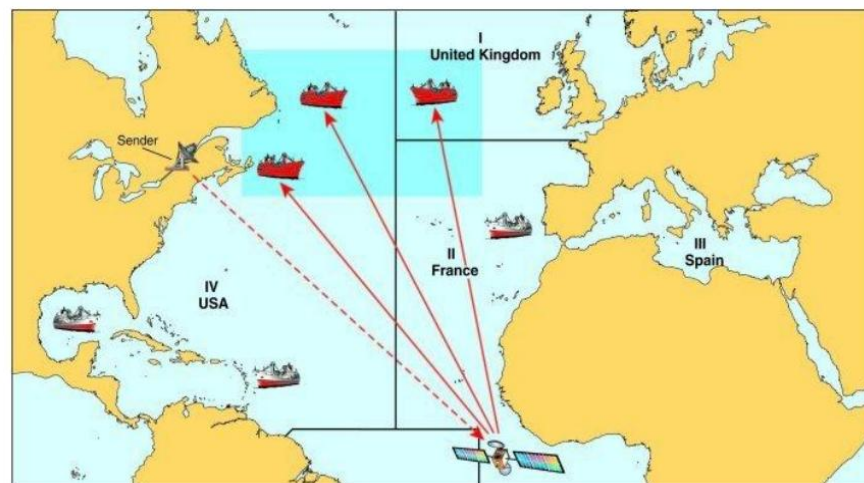 I
United Kingdom
Sender
II
France
III
Spain
IV
USA